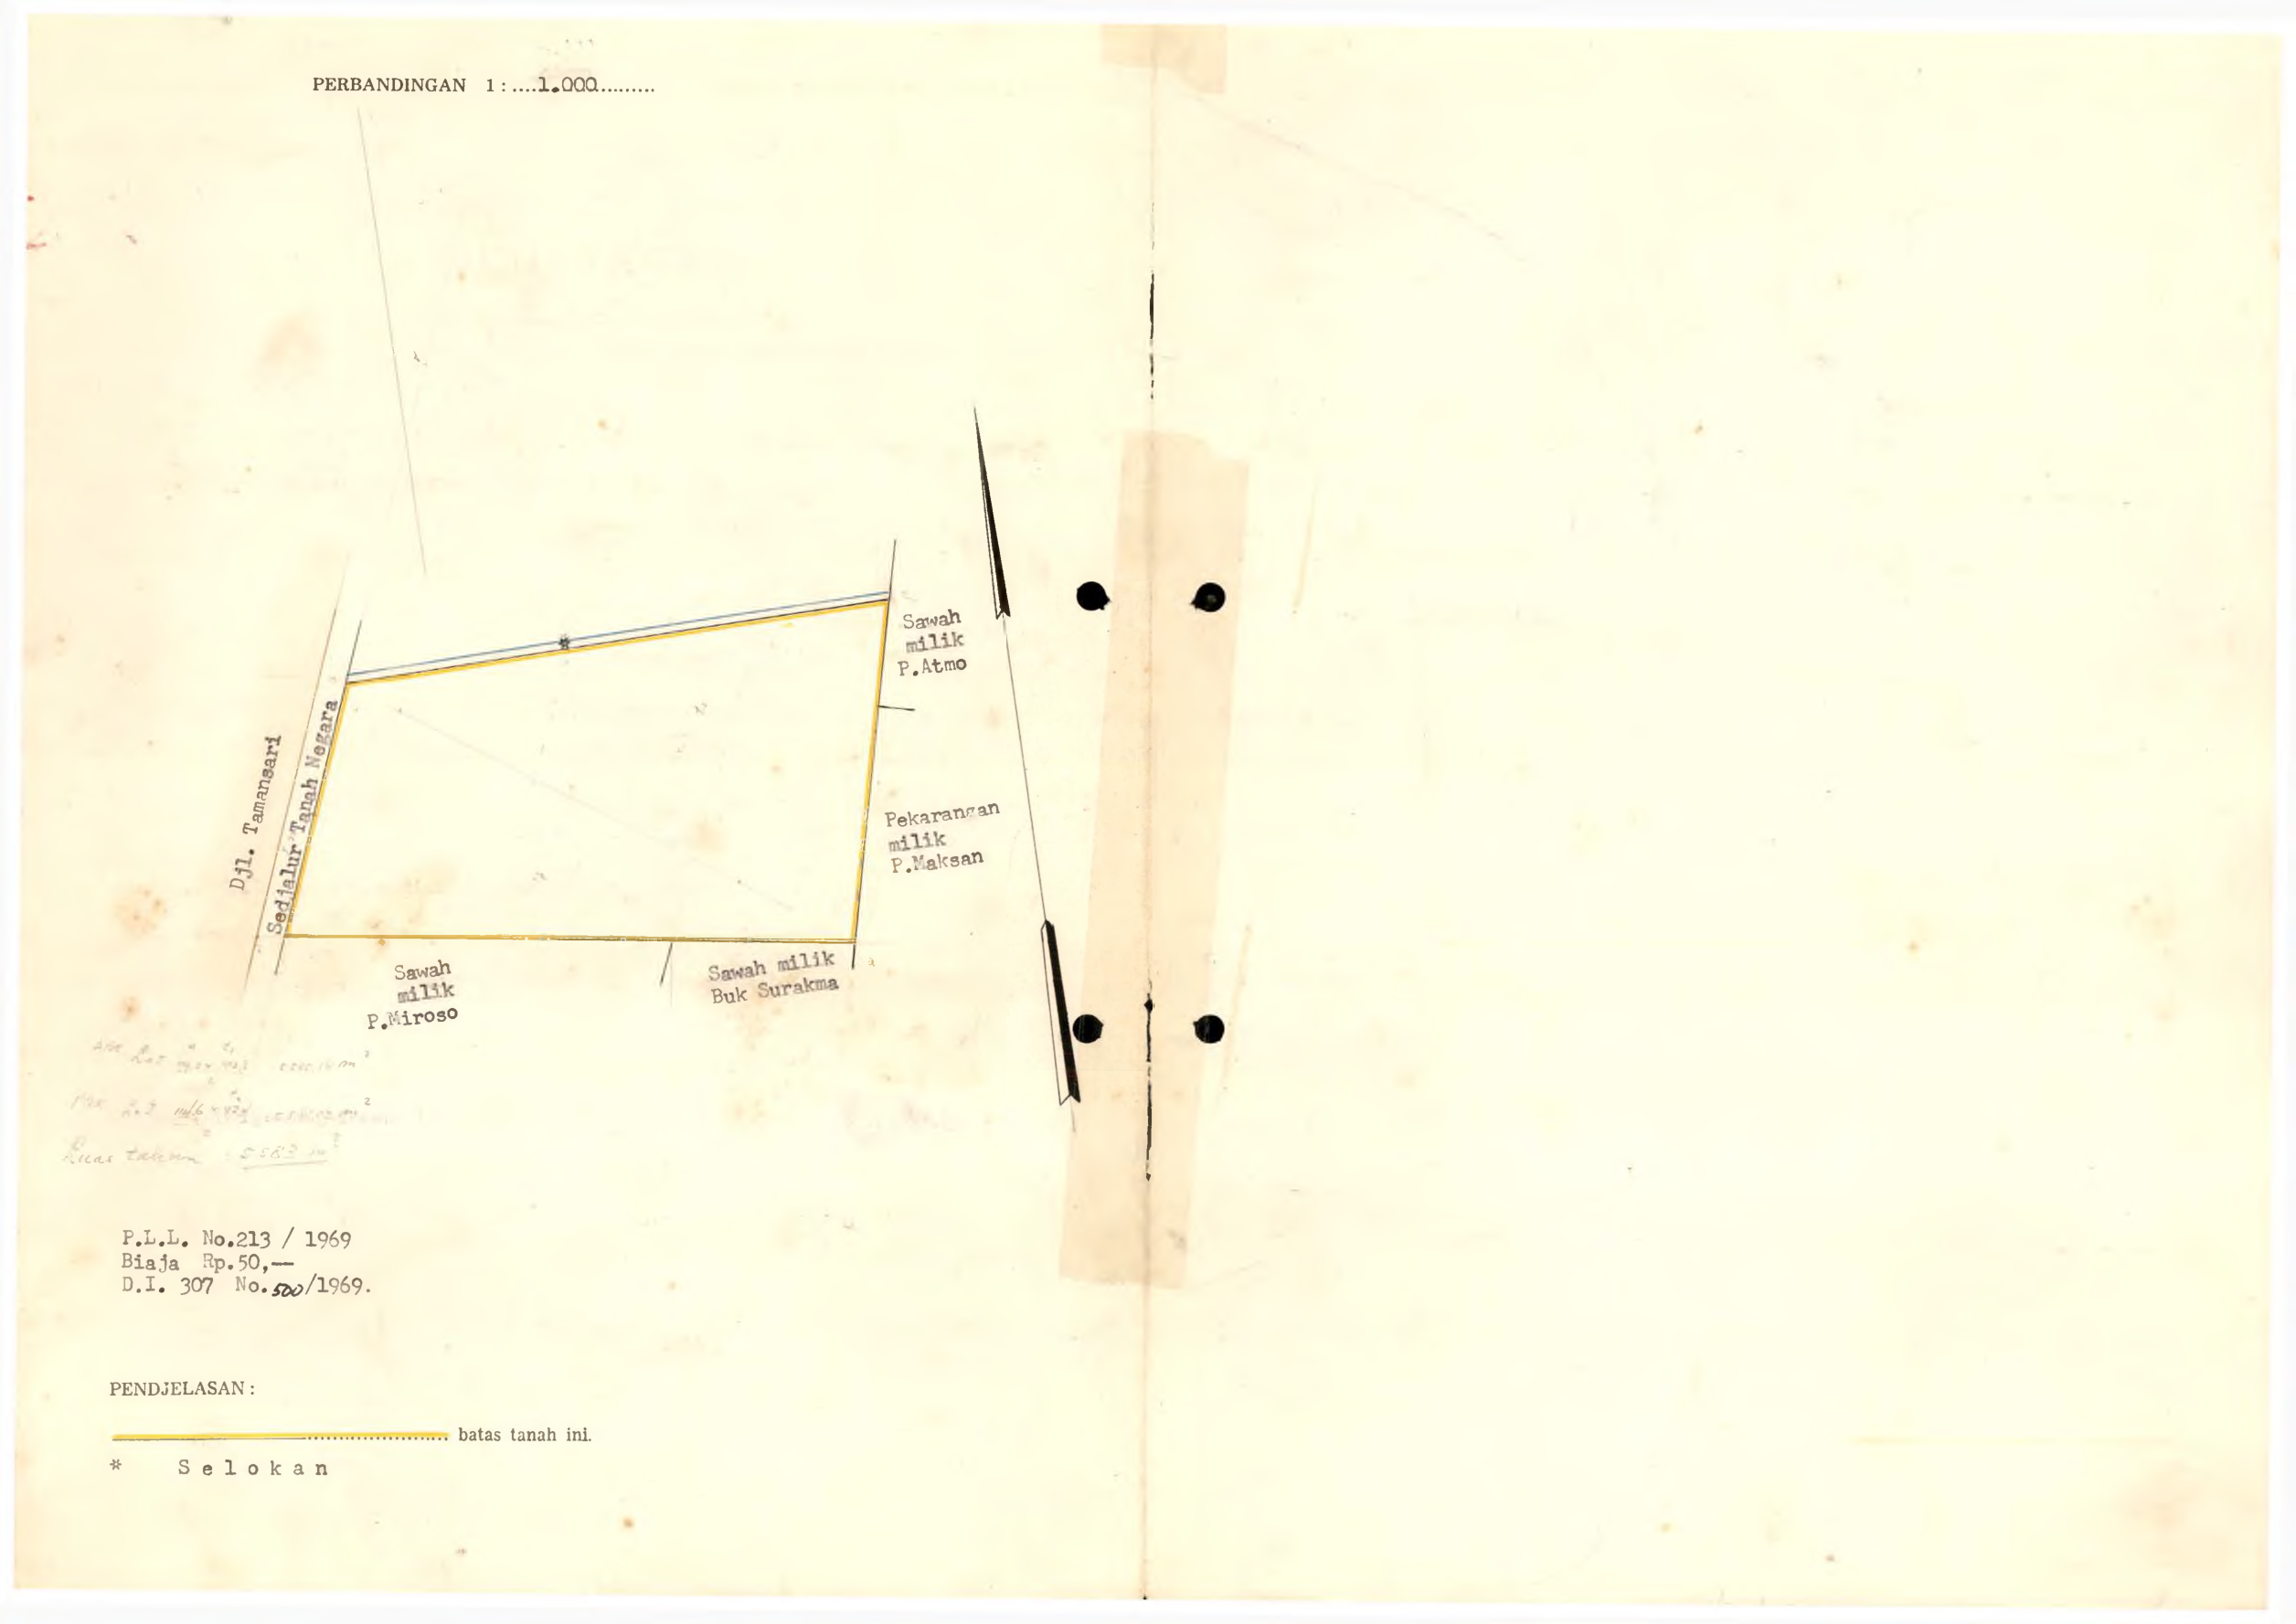 PERBANDINGAN 1 : ....1.000.........
Sawah
milik
P.Atmo
Djl. Tamansari
Sedjalur Tanah Negara
Pekarangan
milik
P.Maksan
Sawah
milik
P.Miroso
Sawah milik
Buk Surakma
Luas
P.L.L. No.213 / 1969
Biaja Rp.50,—
D.I. 307 No.500/1969.
PENDJELASAN :
batas tanah ini.
* Selokan